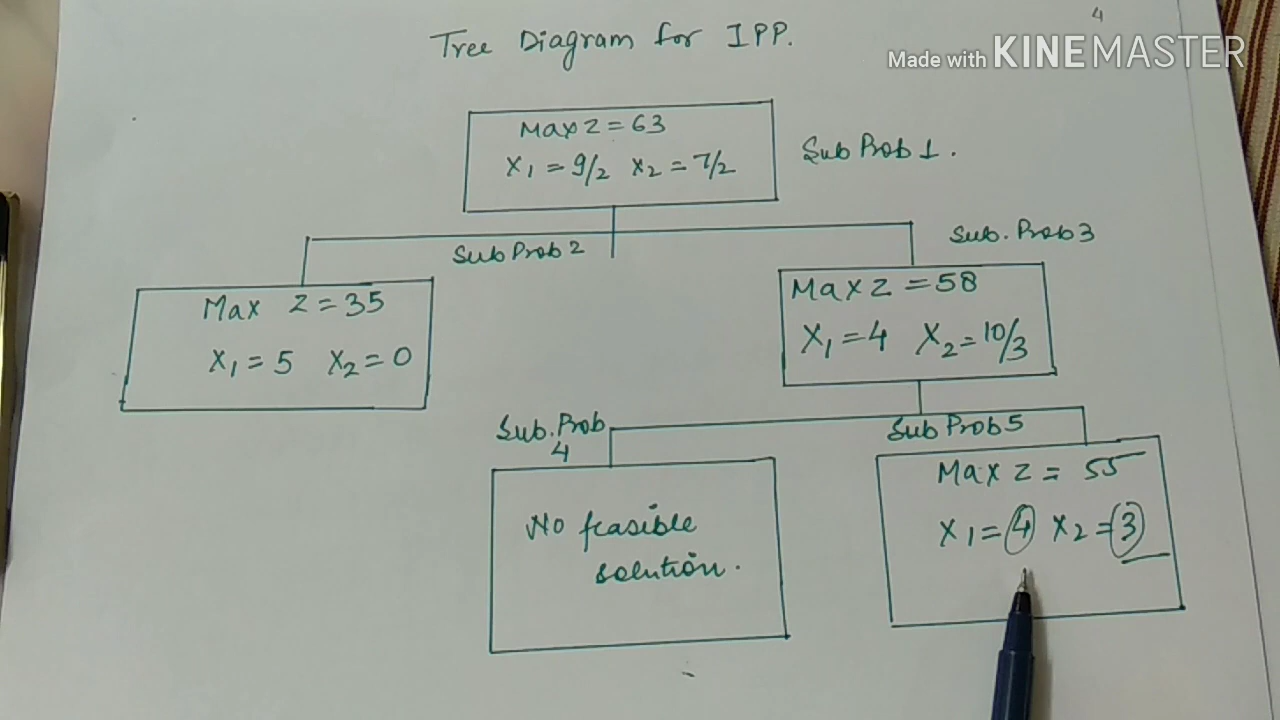 4
Tree Diagram for IPP.
Made with KINEMASTER
Max Z = 63
x1 = 9/2 x2 = 7/2
Sub Prob 1.
Sub Prob 2
Sub. Prob 3
Max Z = 35
x1 = 5 x2 = 0
Max Z = 58
x1 = 4 x2 = 10/3
Sub. Prob
4
Sub Prob 5
No feasible
solution.
Max Z = 55
x1 = 4 x2 = 3